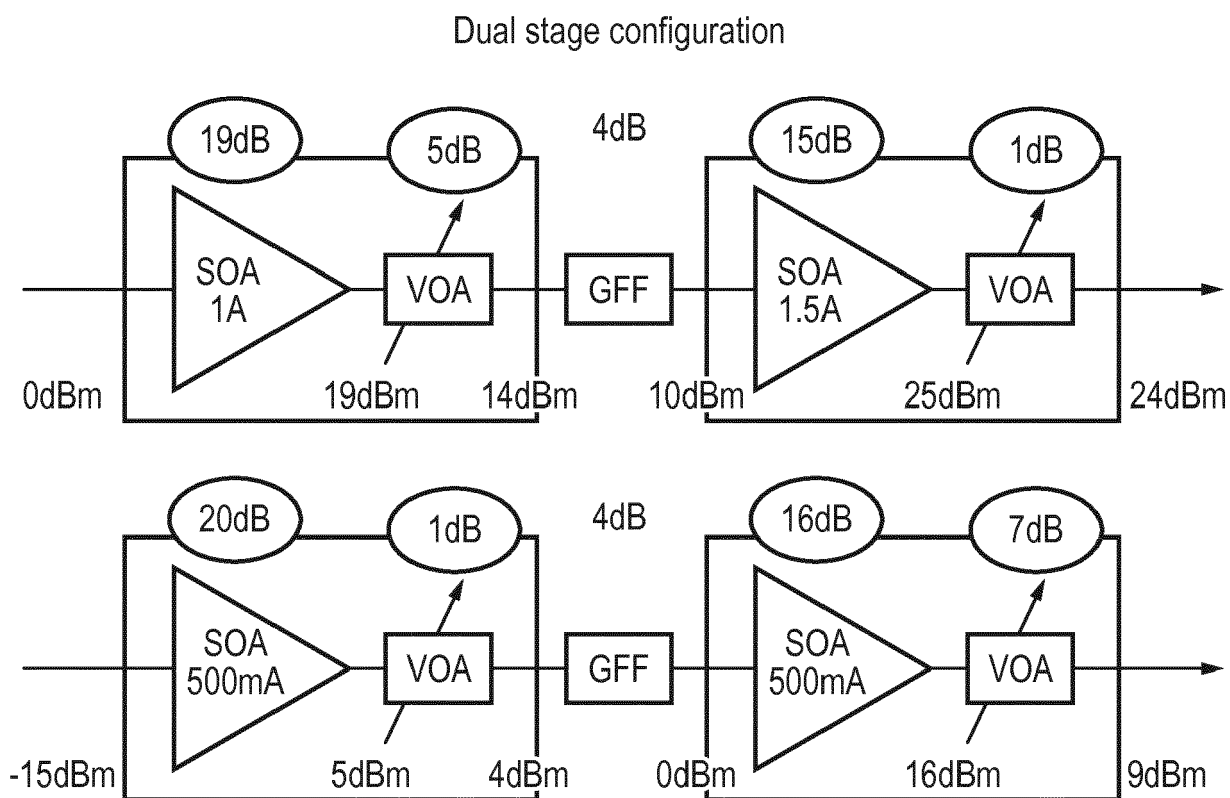 Dual stage configuration
19dB 5dB 4dB 15dB 1dB
SOA
1A
VOA GFF
SOA
1.5A
VOA
0dBm 19dBm 14dBm 10dBm 25dBm 24dBm
20dB 1dB 4dB 16dB 7dB
SOA
500mA
VOA GFF
SOA
500mA
VOA
-15dBm 5dBm 4dBm 0dBm 16dBm 9dBm